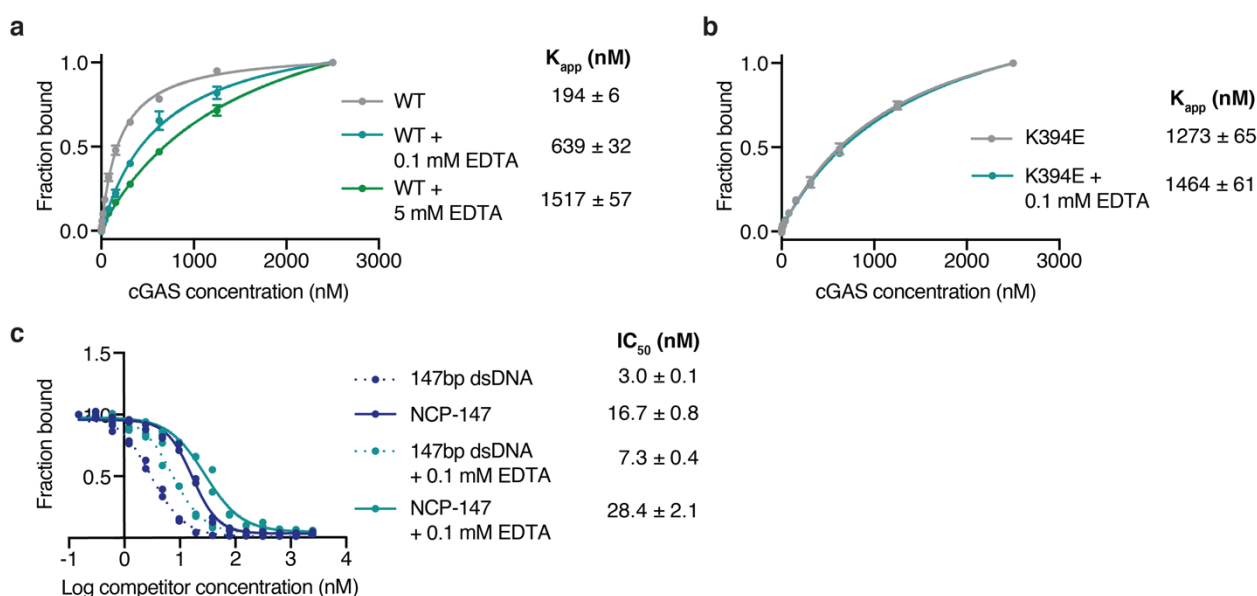 a
Fraction bound
1.0
0.5
0.0
0 1000 2000 3000
cGAS concentration (nM)
K_app (nM)
WT 194 ± 6
WT +
0.1 mM EDTA 639 ± 32
WT +
5 mM EDTA 1517 ± 57
b
Fraction bound
1.0
0.5
0.0
0 1000 2000 3000
cGAS concentration (nM)
K_app (nM)
K394E 1273 ± 65
K394E +
0.1 mM EDTA 1464 ± 61
c
Fraction bound
1.5
1.0
0.5
-1 0 1 2 3 4
Log competitor concentration (nM)
IC_50 (nM)
147bp dsDNA 3.0 ± 0.1
NCP-147 16.7 ± 0.8
147bp dsDNA
+ 0.1 mM EDTA 7.3 ± 0.4
NCP-147
+ 0.1 mM EDTA 28.4 ± 2.1